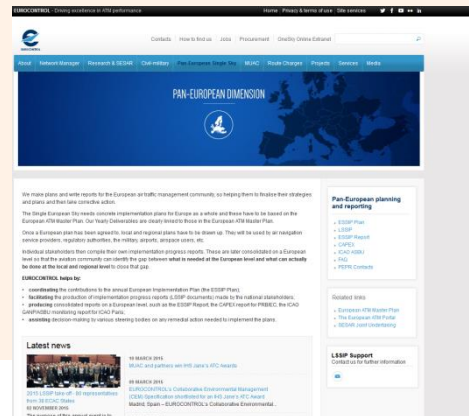 EUROCONTROL - Driving excellence in ATM performance
Home Privacy & terms of use Site services
EUROCONTROL
Contacts How to find us Jobs Procurement OneSky Online Extranet
About Network Manager Research & SESAR Civil-military Pan-European Single Sky MUAC Route Charges Projects Services Media
PAN-EUROPEAN DIMENSION
We make plans and write reports for the European air traffic management community, so helping them to finalise their strategies
and plans and then take corrective action.
The Single European Sky needs concrete implementation plans for Europe as a whole and these have to be based on the
European ATM Master Plan. Our Yearly Deliverables are clearly linked to those in the European ATM Master Plan.
Once a European plan has been agreed to, local and regional plans have to be drawn up. They will be used by air navigation
service providers, regulatory authorities, the military, airports, airspace users, etc.
Individual stakeholders then compile their own implementation progress reports. These are later consolidated on a European
level so that the aviation community can identify the gap between what is needed at the European level and what can actually
be done at the local and regional level to close that gap.
EUROCONTROL helps by:
coordinating the contributions to the annual European Implementation Plan (the ESSIP Plan);
facilitating the production of implementation progress reports (LSSIP documents) made by the national stakeholders;
producing consolidated reports on a European level, such as the ESSIP Report, the CAPEX report for PRB/EC, the ICAO
GANP/ASBU monitoring report for ICAO Paris;
assisting decision-making by various steering bodies on any remedial action needed to implement the plans.
Pan-European planning
and reporting
ESSIP Plan
LSSIP
ESSIP Report
CAPEX
ICAO ASBU
FAQ
PEPR Contacts
Related links
European ATM Master Plan
The European ATM Portal
SESAR Joint Undertaking
LSSIP Support
Contact us for further information
Latest news
2015 LSSIP take off - 80 representatives
from 38 ECAC States
03 NOVEMBER 2015
The purpose of this annual event is to
10 MARCH 2015
MUAC and partners win IHS Jane's ATC Awards
09 MARCH 2015
EUROCONTROL's Collaborative Environmental Management
(CEM) Specification shortlisted for an IHS Jane's ATC Award
Madrid, Spain – EUROCONTROL's Collaborative Environmental...